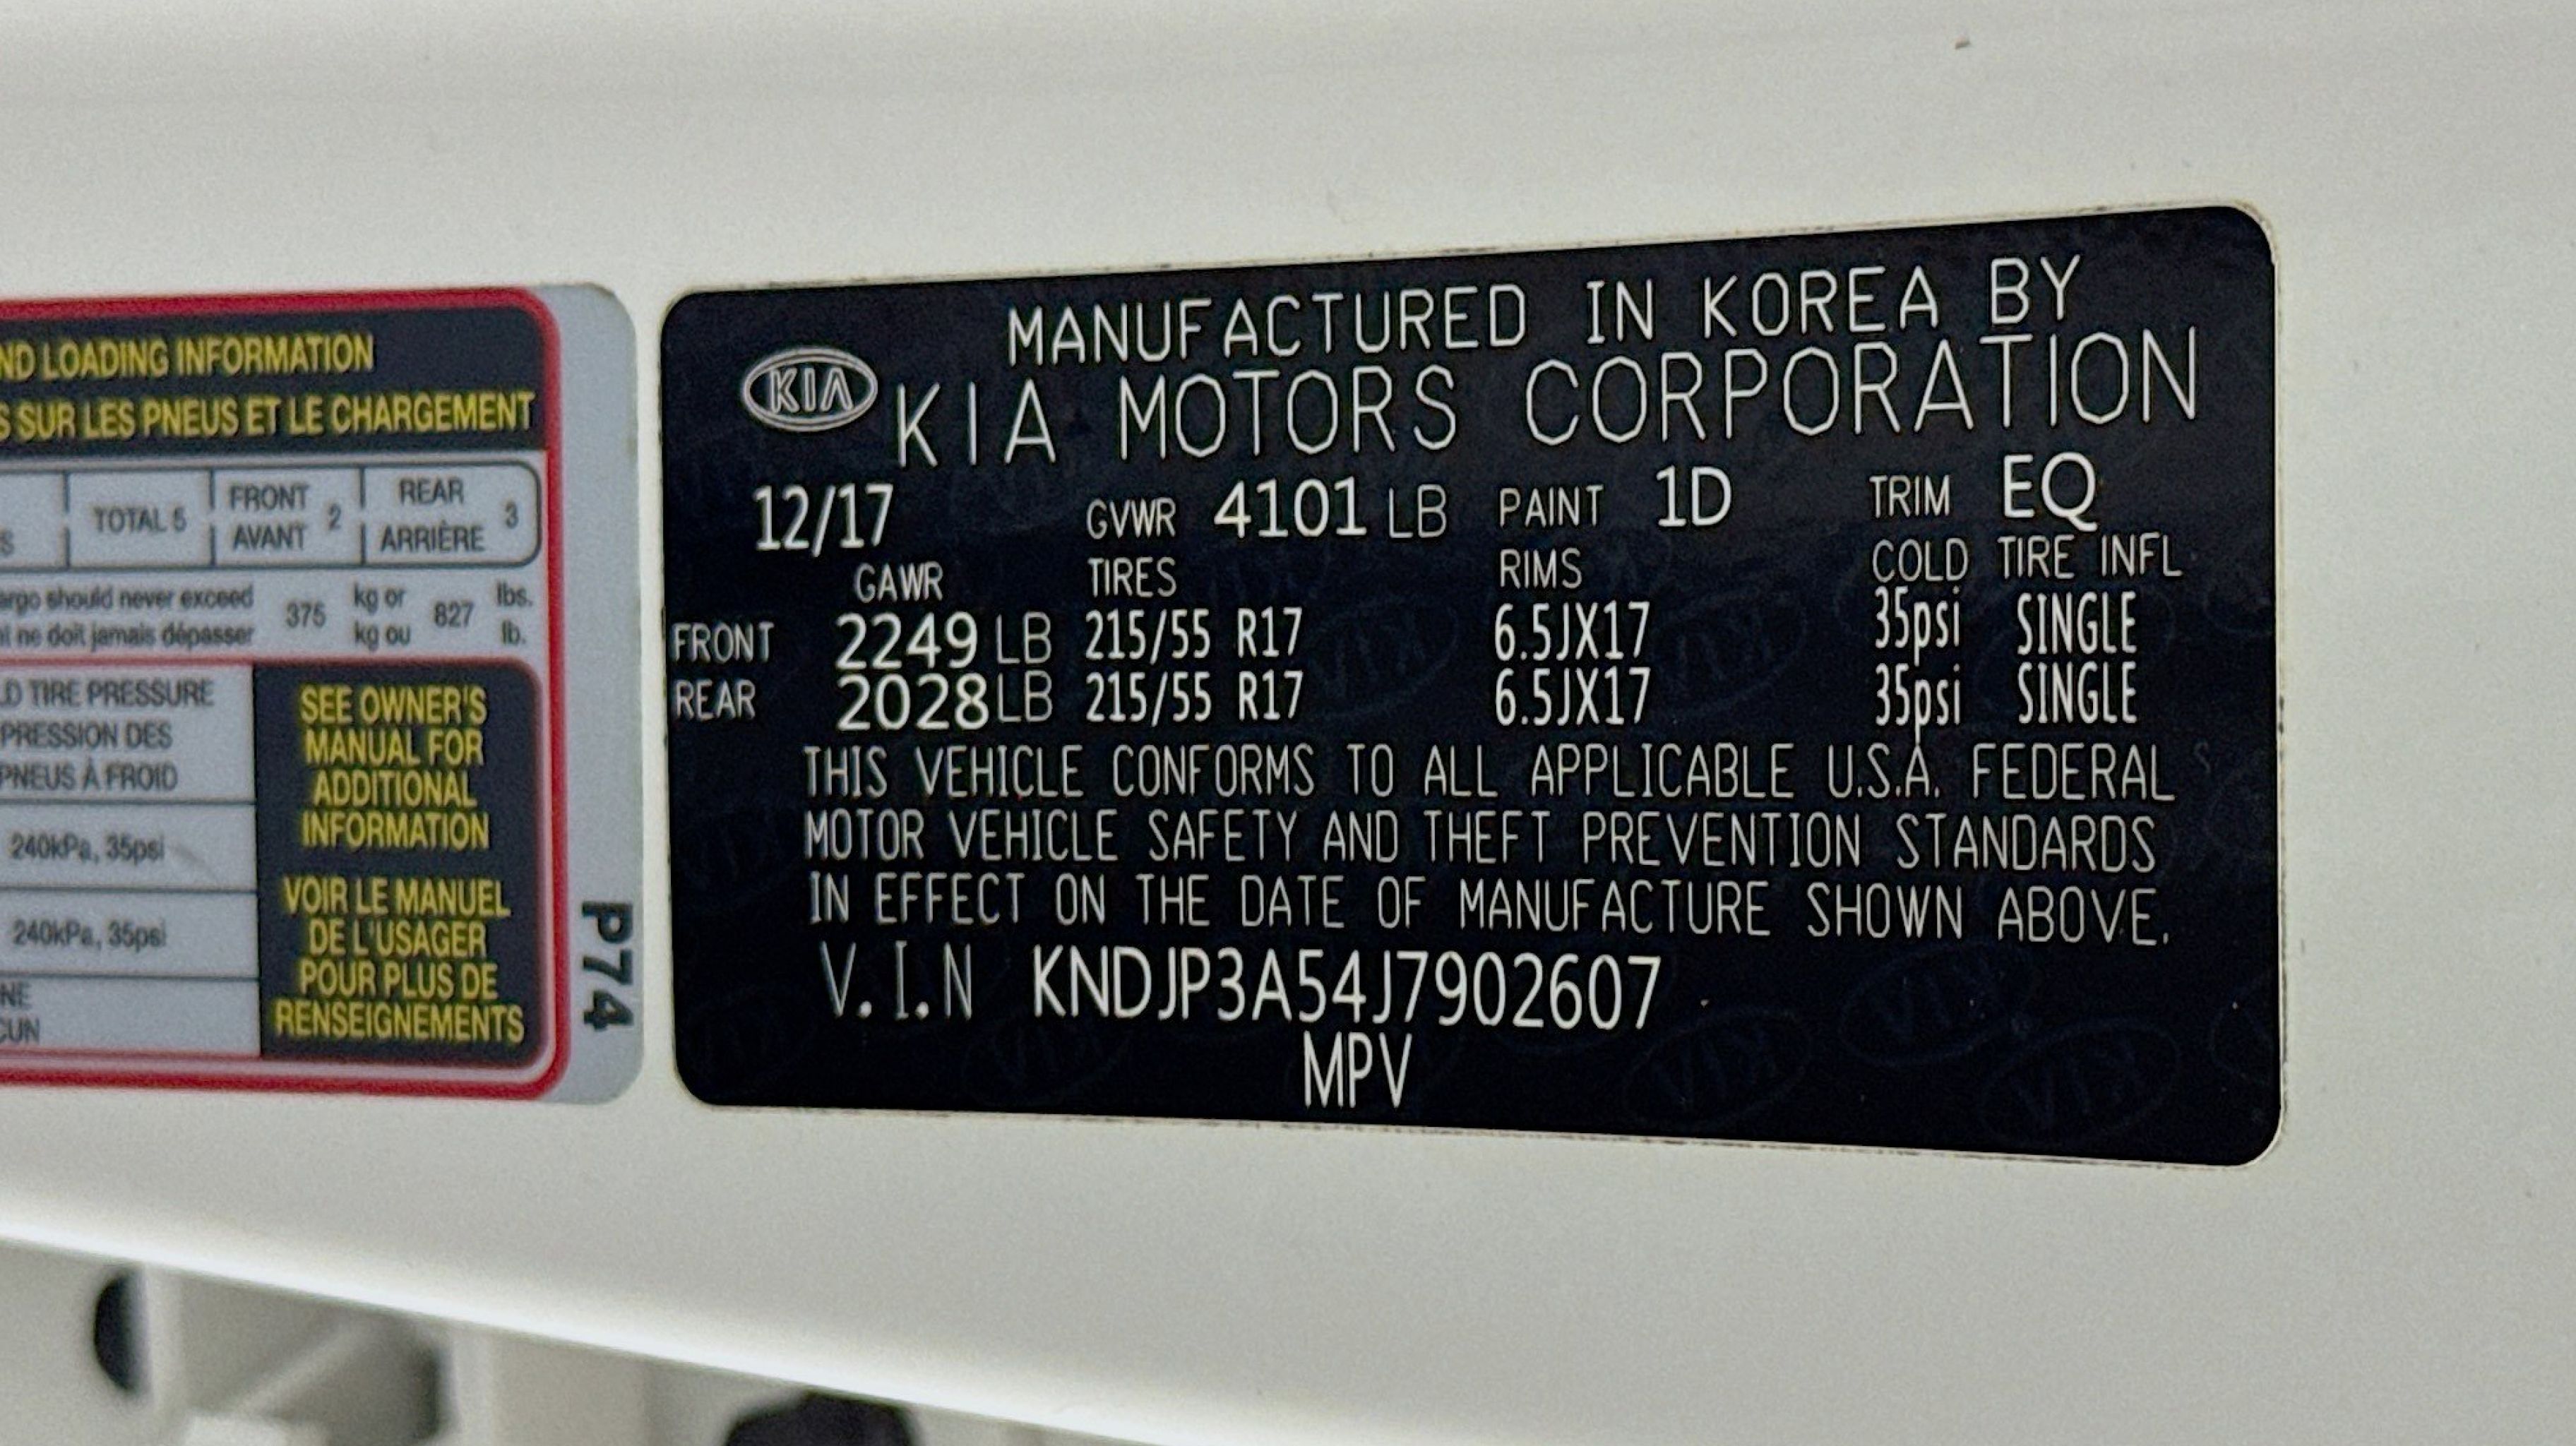 ND LOADING INFORMATION
S SUR LES PNEUS ET LE CHARGEMENT
TOTAL 5 FRONT 2 REAR 3
S AVANT ARRIÈRE
argo should never exceed 375 kg or 827 lbs.
t ne doit jamais dépasser kg ou lb.
D TIRE PRESSURE
PRESSION DES
PNEUS À FROID
240kPa, 35psi
240kPa, 35psi
NE
CUN
SEE OWNER'S
MANUAL FOR
ADDITIONAL
INFORMATION
VOIR LE MANUEL
DE L'USAGER
POUR PLUS DE
RENSEIGNEMENTS
P74
MANUFACTURED IN KOREA BY
KIA KIA MOTORS CORPORATION
12/17 GVWR 4101 LB PAINT 1D TRIM EQ
GAWR TIRES RIMS COLD TIRE INFL
FRONT 2249 LB 215/55 R17 6.5JX17 35psi SINGLE
REAR 2028 LB 215/55 R17 6.5JX17 35psi SINGLE
THIS VEHICLE CONFORMS TO ALL APPLICABLE U.S.A. FEDERAL
MOTOR VEHICLE SAFETY AND THEFT PREVENTION STANDARDS
IN EFFECT ON THE DATE OF MANUFACTURE SHOWN ABOVE.
V.I.N KNDJP3A54J7902607
MPV